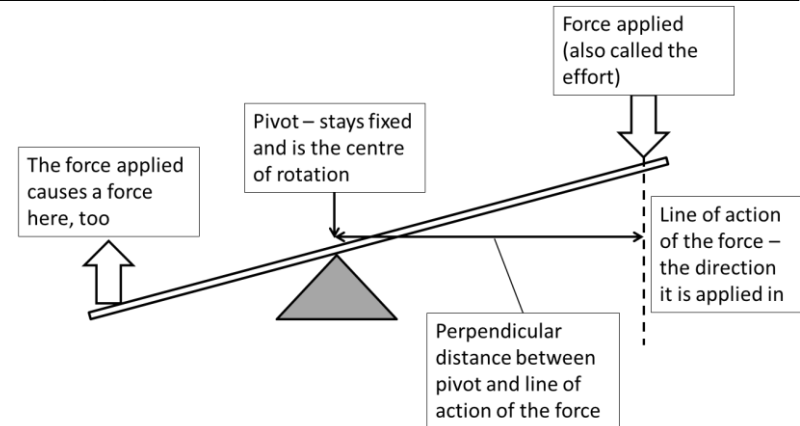 Force applied
(also called the
effort)
Pivot – stays fixed
and is the centre
of rotation
The force applied
causes a force
here, too
Line of action
of the force –
the direction
it is applied in
Perpendicular
distance between
pivot and line of
action of the force